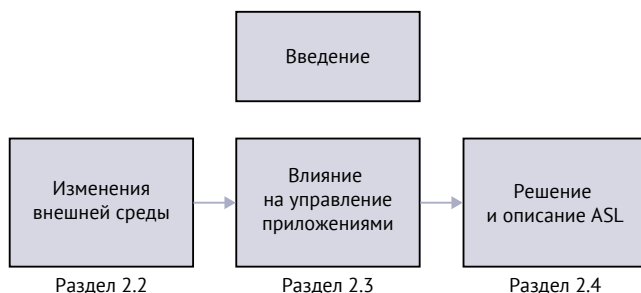 Введение
Изменения
внешней среды
Влияние
на управление
приложениями
Решение
и описание ASL
Раздел 2.2
Раздел 2.3
Раздел 2.4